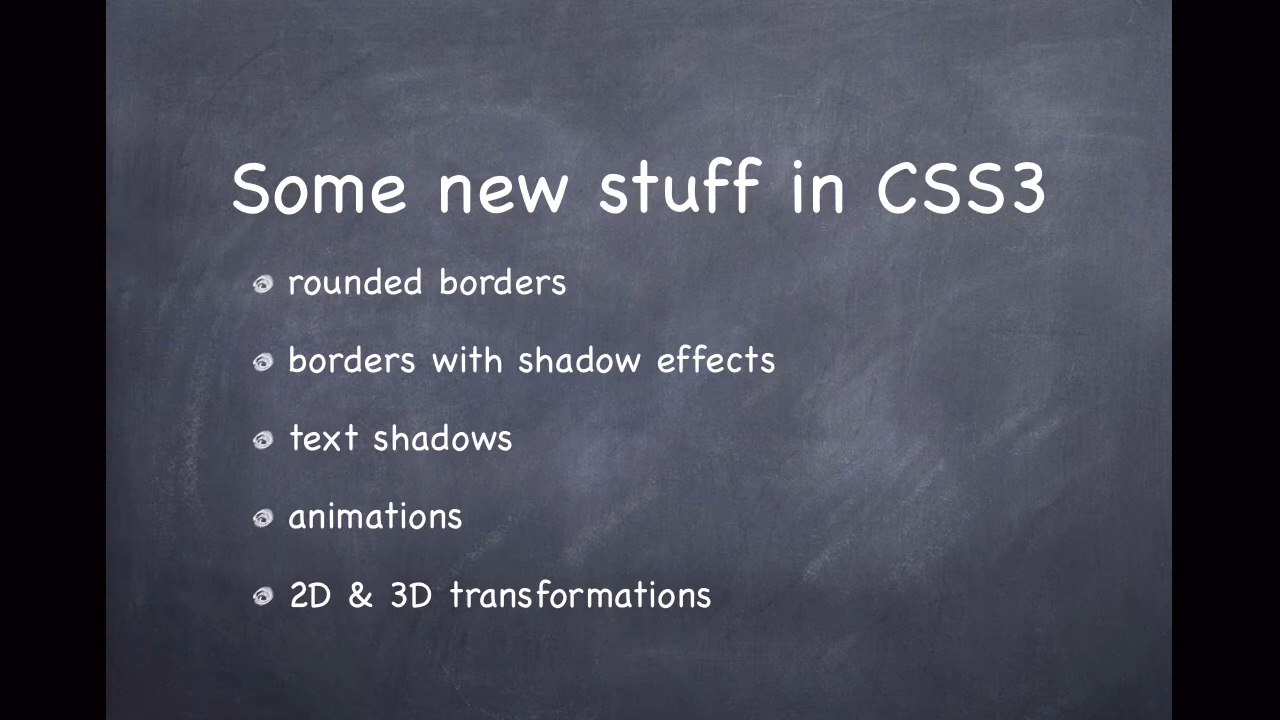 Some new stuff in CSS3
rounded borders
borders with shadow effects
text shadows
animations
2D & 3D transformations